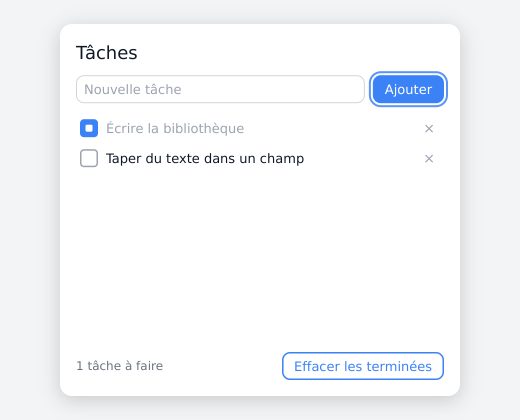 Tâches
Nouvelle tâche
Ajouter
Écrire la bibliothèque
×
Taper du texte dans un champ
×
1 tâche à faire
Effacer les terminées